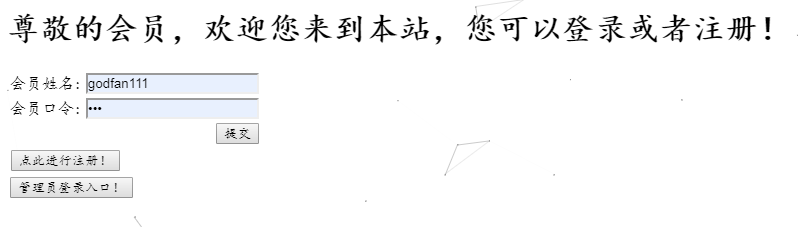 尊敬的会员，欢迎您来到本站，您可以登录或者注册！
会员姓名：godfan111
会员口令：•••
提交
点此进行注册！
管理员登录入口！